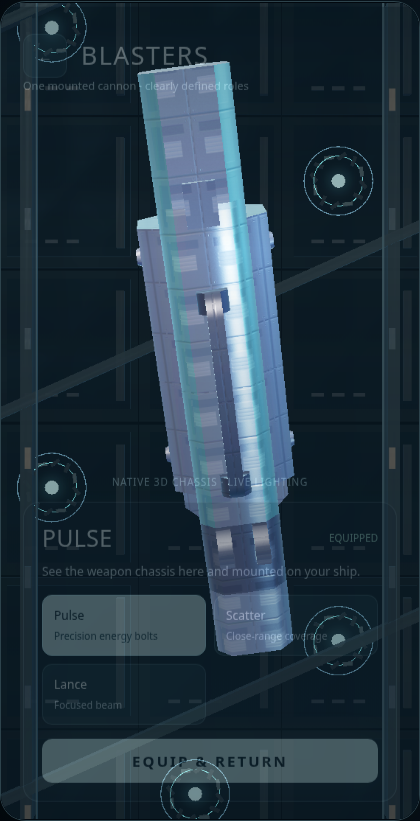 BLASTERS
One mounted cannon · clearly defined roles
NATIVE 3D CHASSIS · LIVE LIGHTING
PULSE
EQUIPPED
See the weapon chassis here and mounted on your ship.
Pulse
Precision energy bolts
Scatter
Close-range coverage
Lance
Focused beam
EQUIP & RETURN